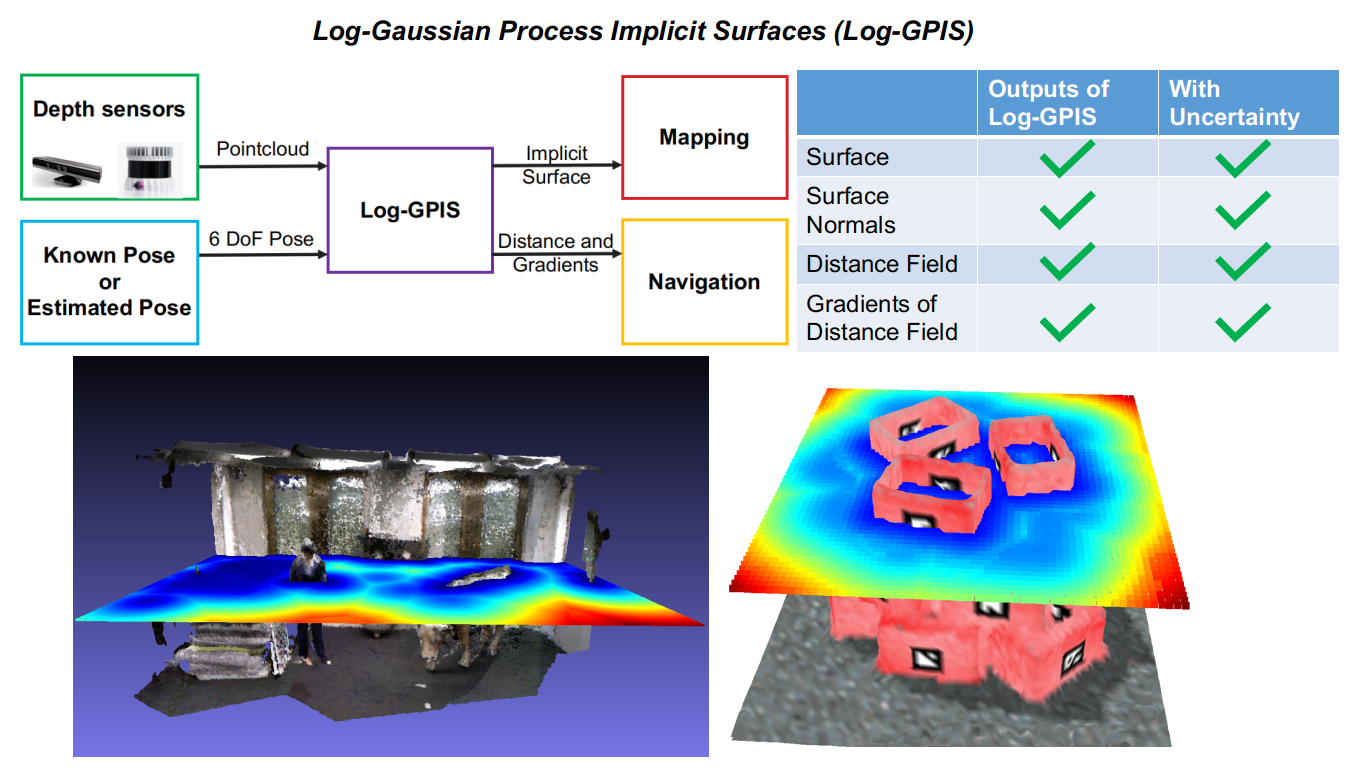 Log-Gaussian Process Implicit Surfaces (Log-GPIS)
Depth sensors
Pointcloud
Known Pose
or
Estimated Pose
6 DoF Pose
Log-GPIS
Implicit
Surface
Distance and
Gradients
Mapping
Navigation
Outputs of
Log-GPIS
With
Uncertainty
Surface
Surface
Normals
Distance Field
Gradients of
Distance Field